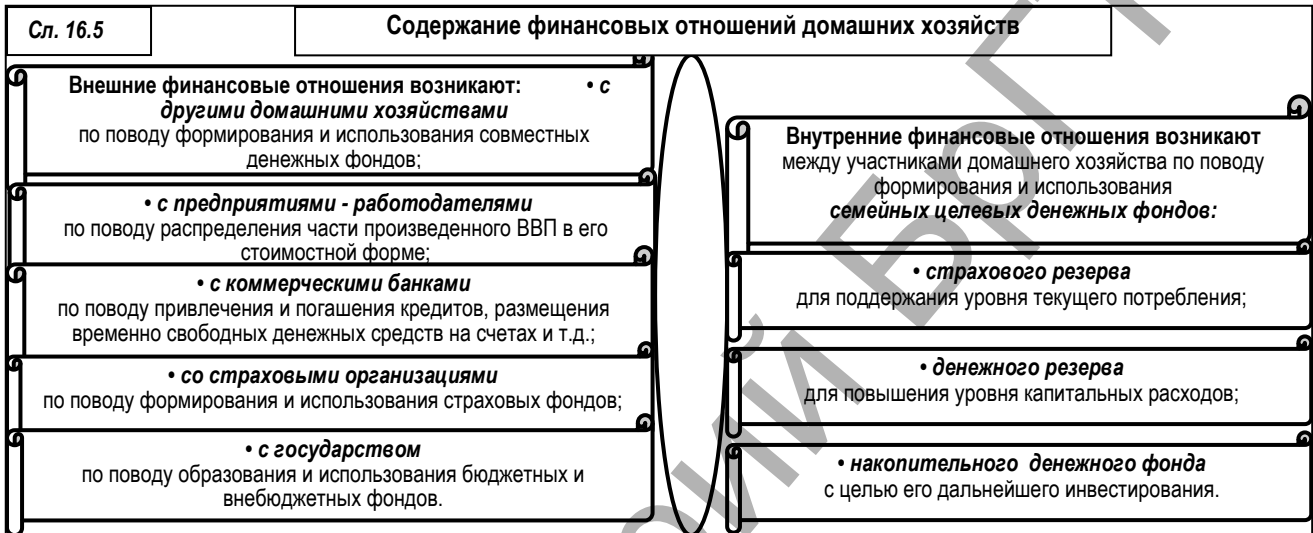 Сл. 16.5
Содержание финансовых отношений домашних хозяйств
Внешние финансовые отношения возникают: • с
другими домашними хозяйствами
по поводу формирования и использования совместных
денежных фондов;
• с предприятиями - работодателями
по поводу распределения части произведенного ВВП в его
стоимостной форме;
• с коммерческими банками
по поводу привлечения и погашения кредитов, размещения
временно свободных денежных средств на счетах и т.д.;
• со страховыми организациями
по поводу формирования и использования страховых фондов;
• с государством
по поводу образования и использования бюджетных и
внебюджетных фондов.
Внутренние финансовые отношения возникают
между участниками домашнего хозяйства по поводу
формирования и использования
семейных целевых денежных фондов:
• страхового резерва
для поддержания уровня текущего потребления;
• денежного резерва
для повышения уровня капитальных расходов;
• накопительного денежного фонда
с целью его дальнейшего инвестирования.